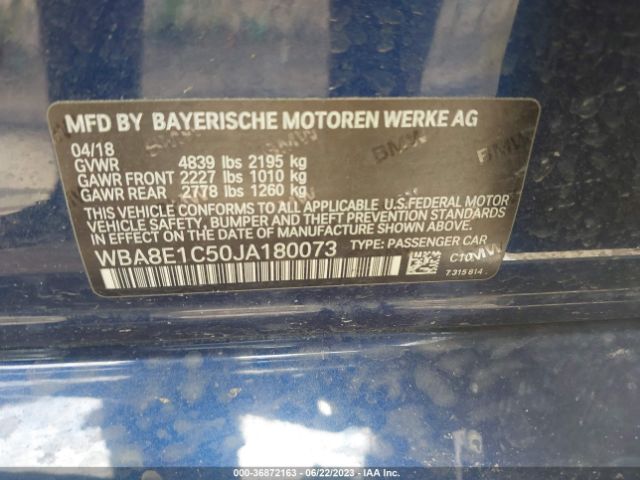 MFD BY BAYERISCHE MOTOREN WERKE AG
04/18
GVWR 4839 lbs 2195 kg
GAWR FRONT 2227 lbs 1010 kg
GAWR REAR 2778 lbs 1260 kg
THIS VEHICLE CONFORMS TO ALL APPLICABLE U.S.FEDERAL MOTOR
VEHICLE SAFETY, BUMPER AND THEFT PREVENTION STANDARDS
IN EFFECT ON THE DATE OF MANUFACTURE SHOWN ABOVE.
WBA8E1C50JA180073 TYPE: PASSENGER CAR
C10
7 315 614
000-36872163 - 06/22/2023 - IAA Inc.